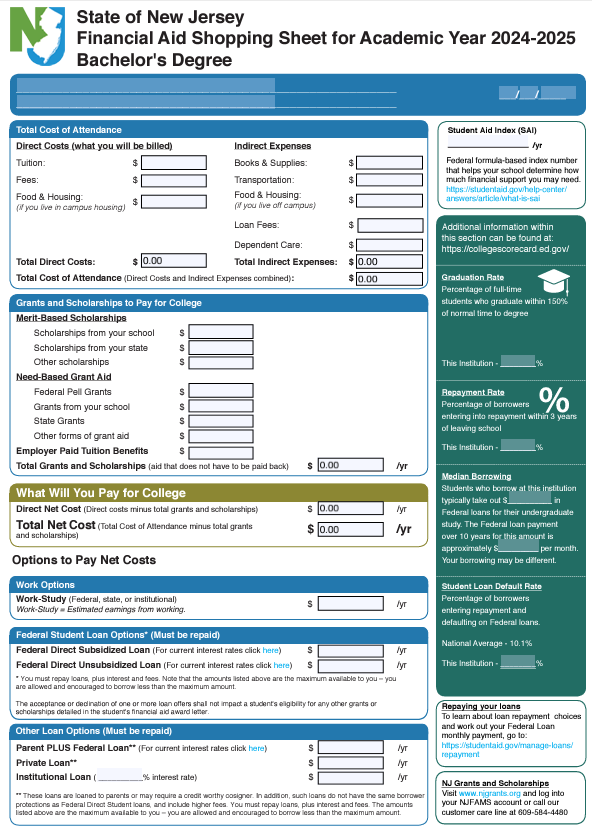 NJ
State of New Jersey
Financial Aid Shopping Sheet for Academic Year 2024-2025
Bachelor's Degree
/ /
Total Cost of Attendance
Direct Costs (what you will be billed)
Tuition: $
Fees: $
Food & Housing: $
(if you live in campus housing)
Total Direct Costs: $ 0.00
Indirect Expenses
Books & Supplies: $
Transportation: $
Food & Housing: $
(if you live off campus)
Loan Fees: $
Dependent Care: $
Total Indirect Expenses: $ 0.00
Total Cost of Attendance (Direct Costs and Indirect Expenses combined): $ 0.00
Grants and Scholarships to Pay for College
Merit-Based Scholarships
Scholarships from your school $
Scholarships from your state $
Other scholarships $
Need-Based Grant Aid
Federal Pell Grants $
Grants from your school $
State Grants $
Other forms of grant aid $
Employer Paid Tuition Benefits $
Total Grants and Scholarships (aid that does not have to be paid back) $ 0.00 /yr
What Will You Pay for College
Direct Net Cost (Direct costs minus total grants and scholarships) $ 0.00 /yr
Total Net Cost (Total Cost of Attendance minus total grants
and scholarships) $ 0.00 /yr
Options to Pay Net Costs
Work Options
Work-Study (Federal, state, or institutional) $ /yr
Work-Study = Estimated earnings from working.
Federal Student Loan Options* (Must be repaid)
Federal Direct Subsidized Loan (For current interest rates click here) $ /yr
Federal Direct Unsubsidized Loan (For current interest rates click here) $ /yr
* You must repay loans, plus interest and fees. Note that the amounts listed above are the maximum available to you – you
are allowed and encouraged to borrow less than the maximum amount.
The acceptance or declination of one or more loan offers shall not impact a student's eligibility for any other grants or
scholarships detailed in the student's financial aid award letter.
Other Loan Options (Must be repaid)
Parent PLUS Federal Loan** (For current interest rates click here) $ /yr
Private Loan** $ /yr
Institutional Loan ( ________% interest rate) $ /yr
** These loans are loaned to parents or may require a credit worthy cosigner. In addition, such loans do not have the same borrower
protections as Federal Direct Student loans, and include higher fees. You must repay loans, plus interest and fees. The amounts
listed above are the maximum available to you – you are allowed and encouraged to borrow less than the maximum amount.
Student Aid Index (SAI)
/yr
Federal formula-based index number
that helps your school determine how
much financial support you may need.
https://studentaid.gov/help-center/
answers/article/what-is-sai
Additional information within
this section can be found at:
https://collegescorecard.ed.gov/
Graduation Rate
Percentage of full-time
students who graduate within 150%
of normal time to degree
This Institution - %
Repayment Rate
%
Percentage of borrowers
entering into repayment within 3 years
of leaving school
This Institution - %
Median Borrowing
Students who borrow at this institution
typically take out $ in
Federal loans for their undergraduate
study. The Federal loan payment
over 10 years for this amount is
approximately $ per month.
Your borrowing may be different.
Student Loan Default Rate
Percentage of borrowers
entering repayment and
defaulting on Federal loans.
National Average - 10.1%
This Institution - %
Repaying your loans
To learn about loan repayment choices
and work out your Federal Loan
monthly payment, go to:
https://studentaid.gov/manage-loans/
repayment
NJ Grants and Scholarships
Visit www.njgrants.org and log into
your NJFAMS account or call our
customer care line at 609-584-4480